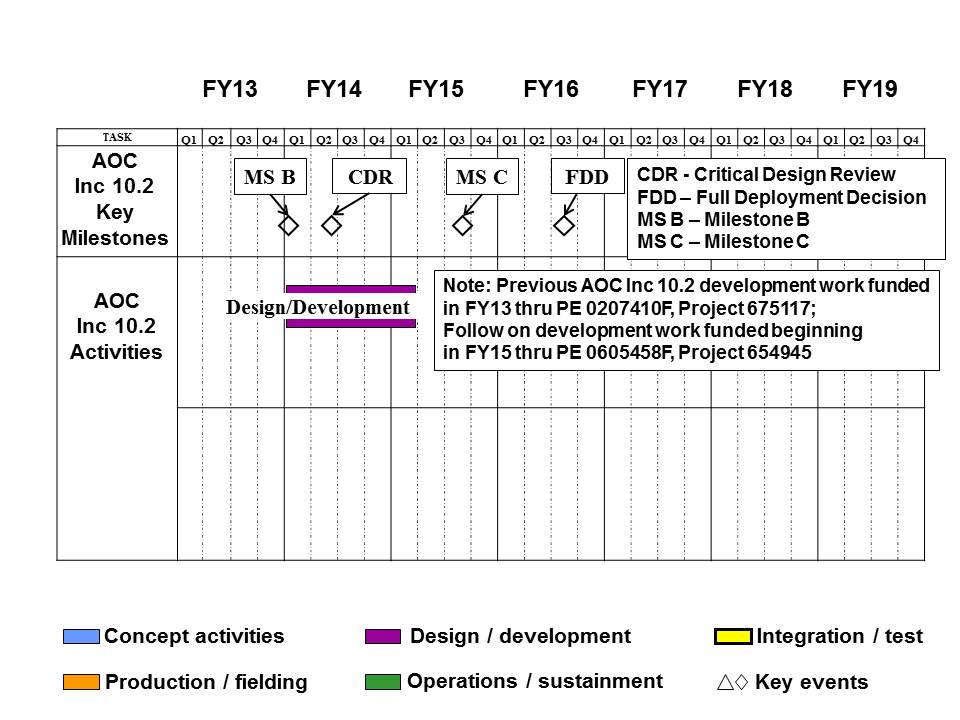 FY13 FY14 FY15 FY16 FY17 FY18 FY19
TASK Q1 Q2 Q3 Q4 Q1 Q2 Q3 Q4 Q1 Q2 Q3 Q4 Q1 Q2 Q3 Q4 Q1 Q2 Q3 Q4 Q1 Q2 Q3 Q4 Q1 Q2 Q3 Q4
AOC
Inc 10.2
Key
Milestones
MS B CDR MS C FDD
CDR - Critical Design Review
FDD – Full Deployment Decision
MS B – Milestone B
MS C – Milestone C
AOC
Inc 10.2
Activities
Design/Development
Note: Previous AOC Inc 10.2 development work funded
in FY13 thru PE 0207410F, Project 675117;
Follow on development work funded beginning
in FY15 thru PE 0605458F, Project 654945
Concept activities Design / development Integration / test
Production / fielding Operations / sustainment Key events